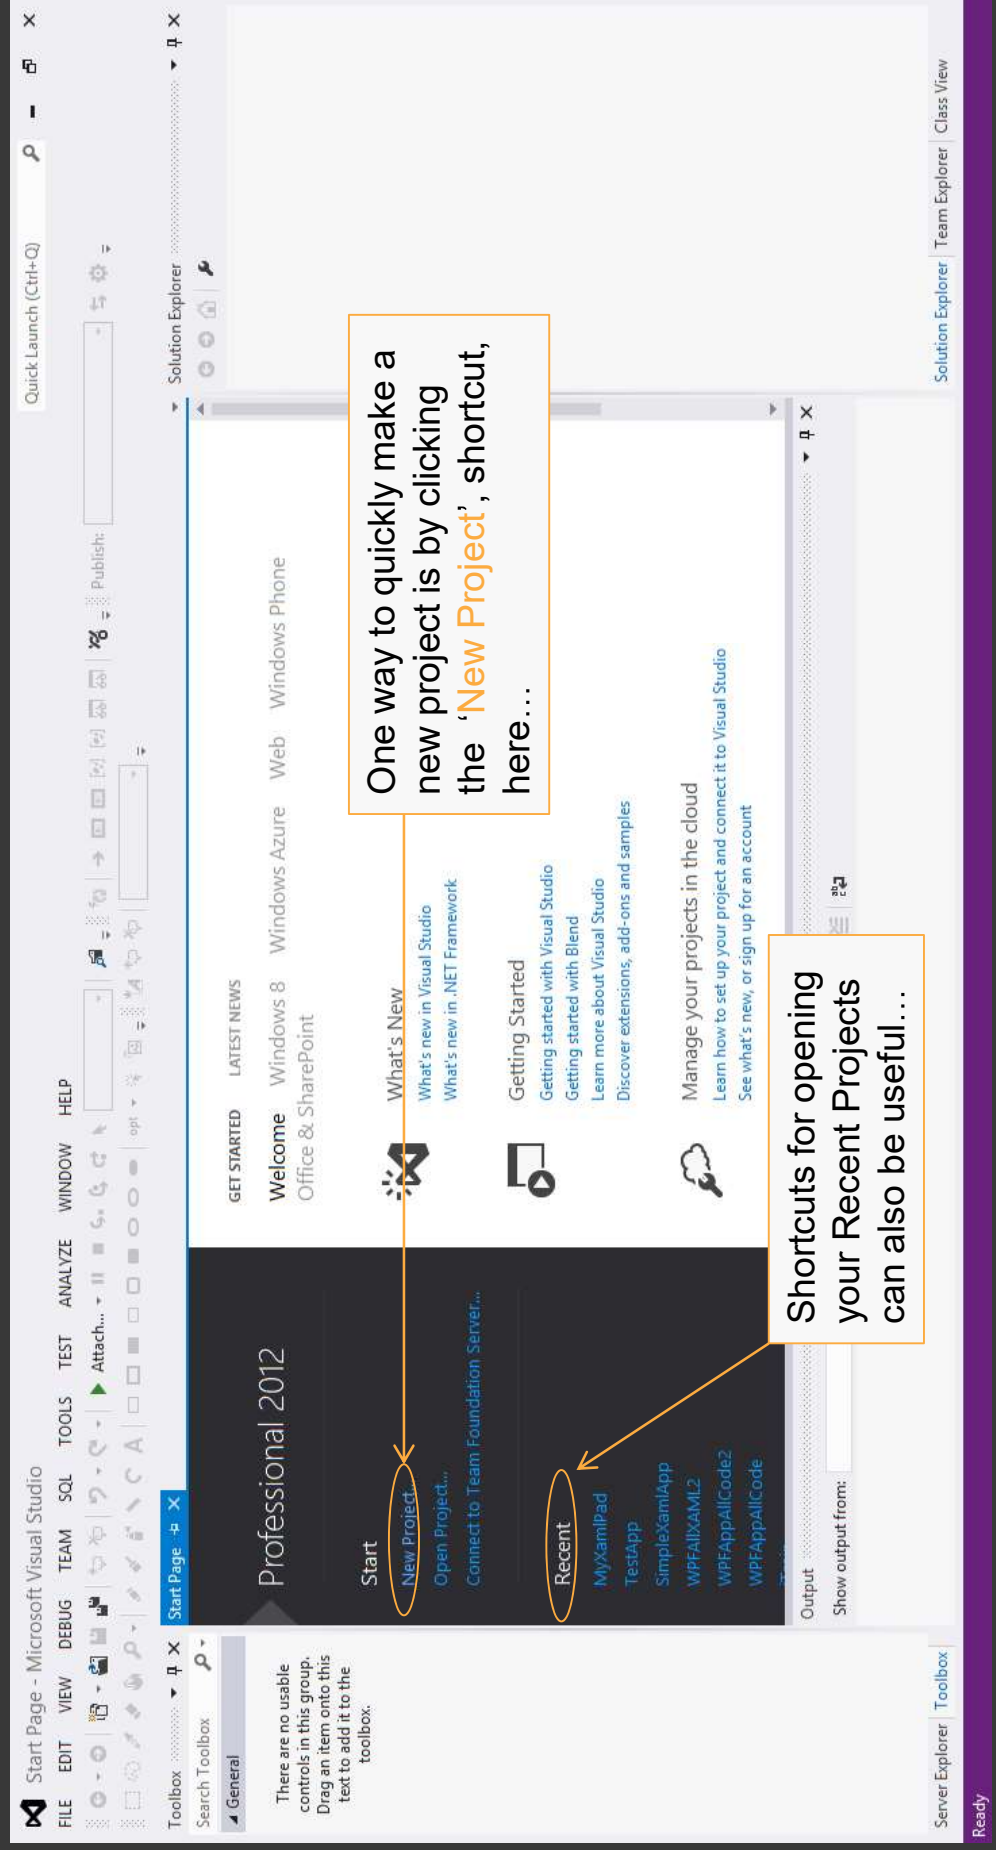 Start Page - Microsoft Visual Studio
Quick Launch (Ctrl+Q)
FILE EDIT VIEW DEBUG TEAM SQL TOOLS TEST ANALYZE WINDOW HELP
Attach...
Publish:
opt
Toolbox
Search Toolbox
General
There are no usable
controls in this group.
Drag an item onto this
text to add it to the
toolbox.
Server Explorer Toolbox
Start Page
Professional 2012
Start
New Project...
Open Project...
Connect to Team Foundation Server...
Recent
MyXamlPad
TestApp
SimpleXamlApp
WPFAllXAML2
WPFAppAllCode2
WPFAppAllCode
GET STARTED LATEST NEWS
Welcome Windows 8 Windows Azure Web Windows Phone
Office & SharePoint
What's New
What's new in Visual Studio
What's new in .NET Framework
Getting Started
Getting started with Visual Studio
Getting started with Blend
Learn more about Visual Studio
Discover extensions, add-ons and samples
Manage your projects in the cloud
Learn how to set up your project and connect it to Visual Studio
See what's new, or sign up for an account
One way to quickly make a
new project is by clicking
the ‘New Project’, shortcut,
here…
Shortcuts for opening
your Recent Projects
can also be useful…
Output
Show output from:
Solution Explorer
Solution Explorer Team Explorer Class View
Ready